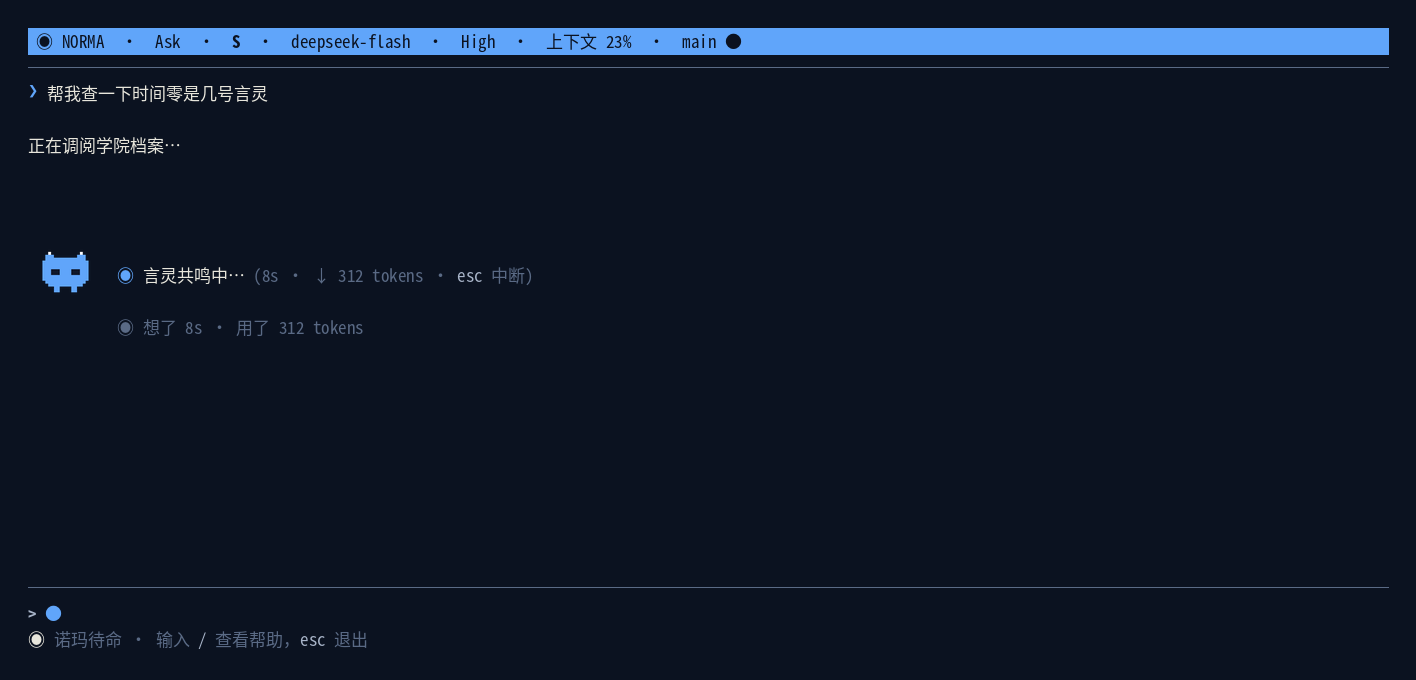 ◉ NORMA · Ask · S · deepseek-flash · High · 上下文 23% · main ●
❯ 帮我查一下时间零是几号言灵
正在调阅学院档案…
◉ 言灵共鸣中… (8s · ↓ 312 tokens · esc 中断)
◉ 想了 8s · 用了 312 tokens
> ●
◉ 诺玛待命 · 输入 / 查看帮助，esc 退出